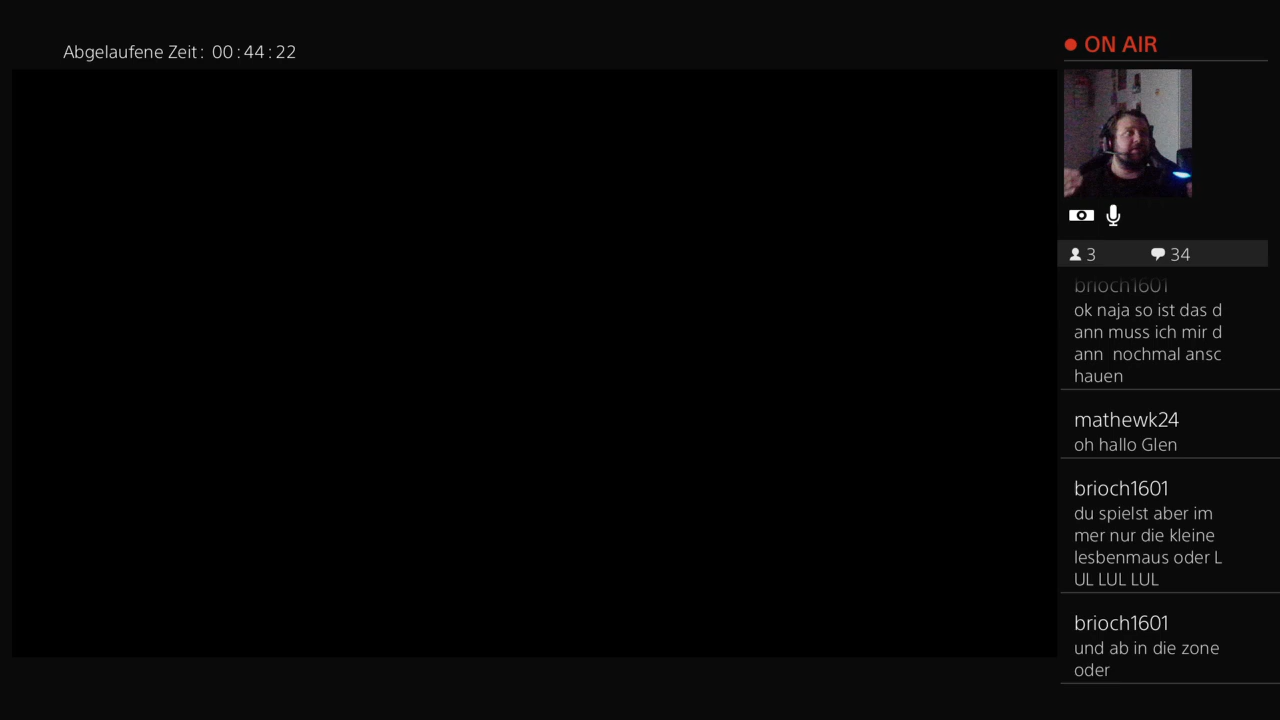 Abgelaufene Zeit: 00:44:22
ON AIR
3
34
brioch1601
ok naja so ist das d
ann muss ich mir d
ann  nochmal ansc
hauen
mathewk24
oh hallo Glen
brioch1601
du spielst aber im
mer nur die kleine
lesbenmaus oder L
UL LUL LUL
brioch1601
und ab in die zone
oder